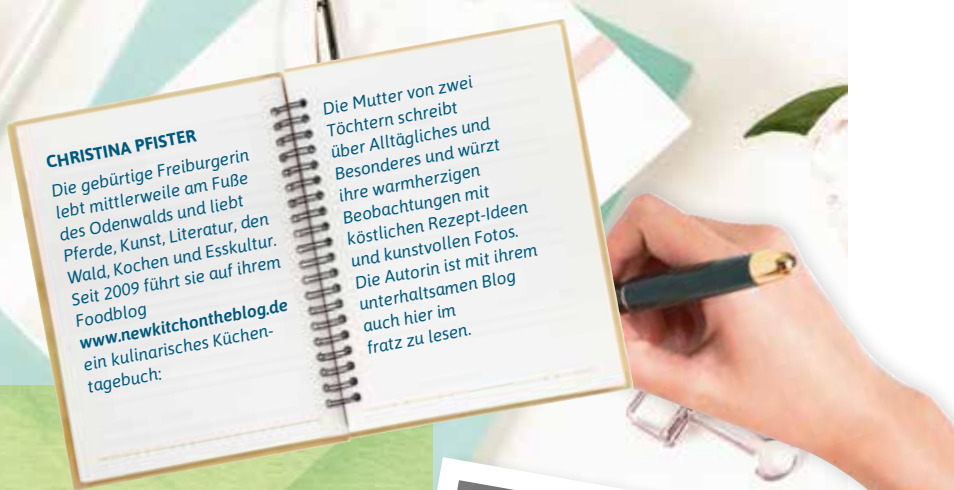 CHRISTINA PFISTER
Die gebürtige Freiburgerin
lebt mittlerweile am Fuße
des Odenwalds und liebt
Pferde, Kunst, Literatur, den
Wald, Kochen und Esskultur.
Seit 2009 führt sie auf ihrem
Foodblog
www.newkitchontheblog.de
ein kulinarisches Küchen-
tagebuch:
Die Mutter von zwei
Töchtern schreibt
über Alltägliches und
Besonderes und würzt
ihre warmherzigen
Beobachtungen mit
köstlichen Rezept-Ideen
und kunstvollen Fotos.
Die Autorin ist mit ihrem
unterhaltsamen Blog
auch hier im
fratz zu lesen.